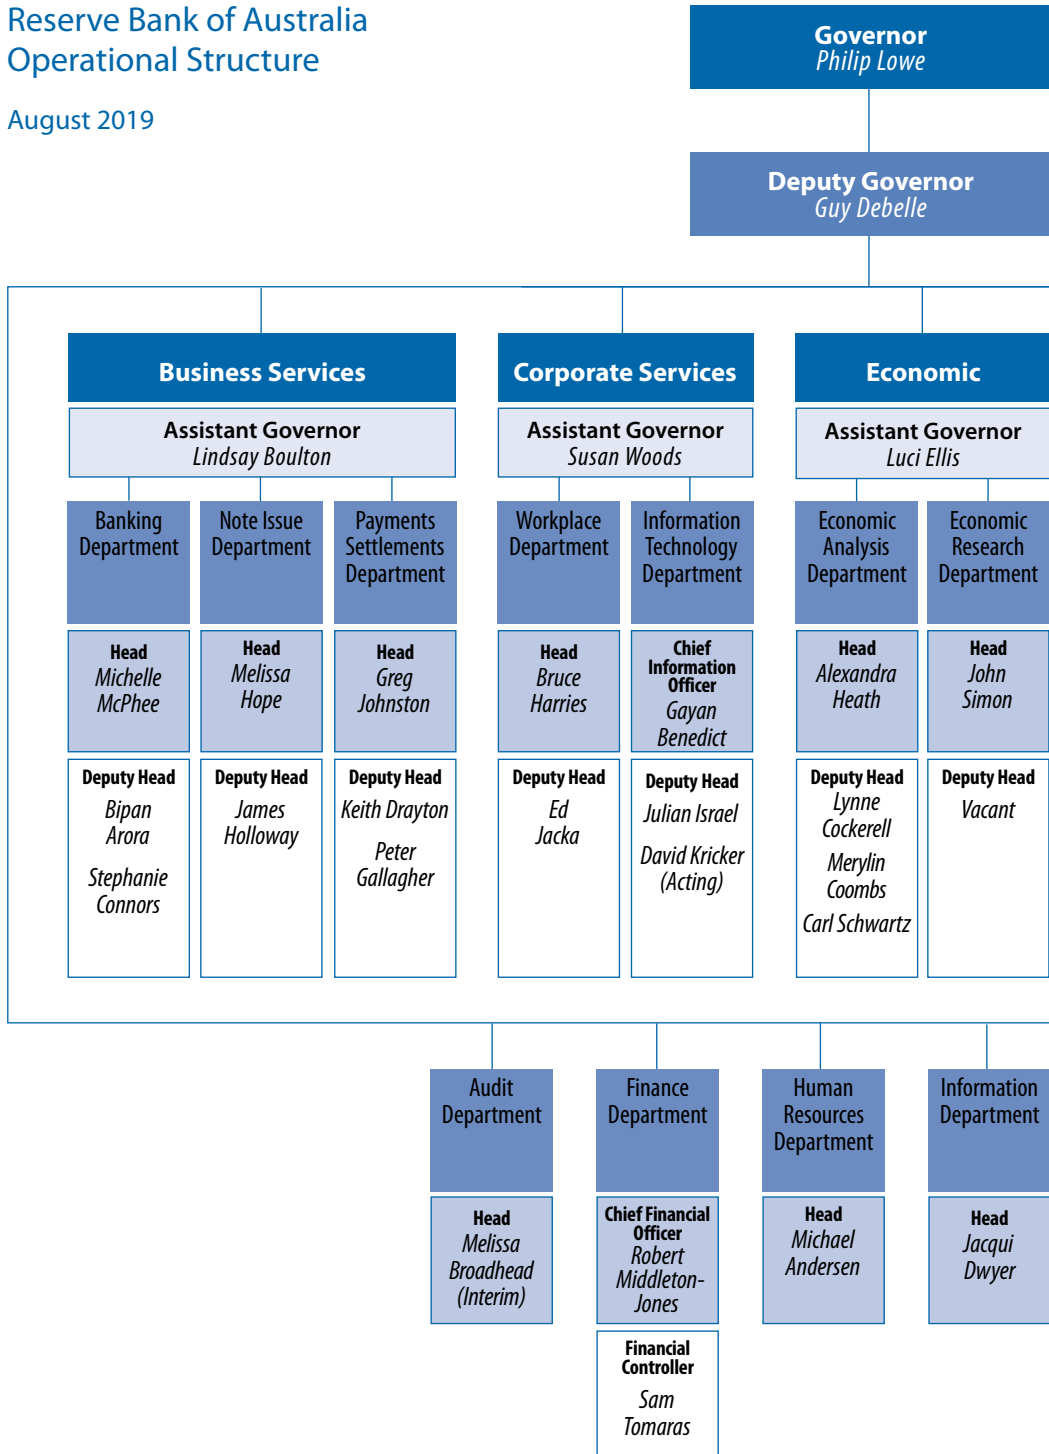 Reserve Bank of Australia
Operational Structure
August 2019
Governor
Philip Lowe
Deputy Governor
Guy Debelle
Business Services
Assistant Governor
Lindsay Boulton
Banking
Department
Head
Michelle
McPhee
Deputy Head
Bipan
Arora
Stephanie
Connors
Note Issue
Department
Head
Melissa
Hope
Deputy Head
James
Holloway
Payments
Settlements
Department
Head
Greg
Johnston
Deputy Head
Keith Drayton
Peter
Gallagher
Corporate Services
Assistant Governor
Susan Woods
Workplace
Department
Head
Bruce
Harries
Deputy Head
Ed
Jacka
Information
Technology
Department
Chief
Information
Officer
Gayan
Benedict
Deputy Head
Julian Israel
David Kricker
(Acting)
Economic
Assistant Governor
Luci Ellis
Economic
Analysis
Department
Head
Alexandra
Heath
Deputy Head
Lynne
Cockerell
Merylin
Coombs
Carl Schwartz
Economic
Research
Department
Head
John
Simon
Deputy Head
Vacant
Audit
Department
Head
Melissa
Broadhead
(Interim)
Finance
Department
Chief Financial
Officer
Robert
Middleton-
Jones
Financial
Controller
Sam
Tomaras
Human
Resources
Department
Head
Michael
Andersen
Information
Department
Head
Jacqui
Dwyer